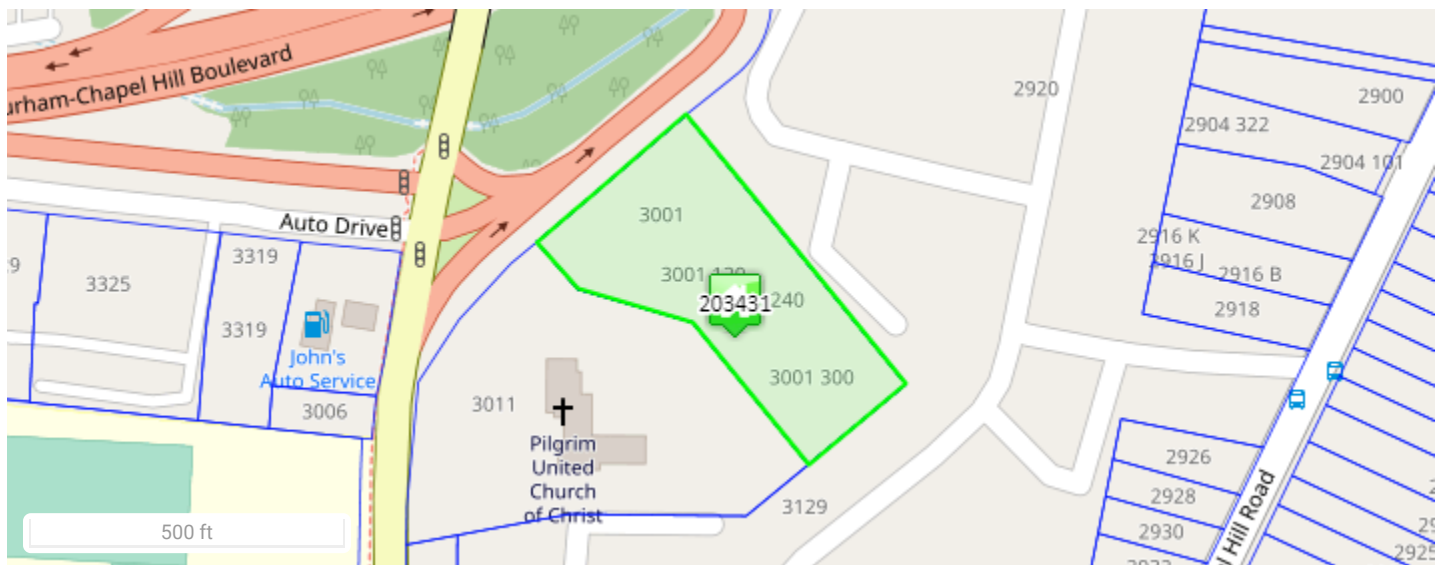 urham-Chapel Hill Boulevard
2920
2900
2904 322
2904 101
2908
3001
Auto Drive
2916 K
2916 J
2916 B
3319
9
3325
3001 120
240
203431
2918
3319
John's
Auto Service
3001 300
3011
3006
Pilgrim
United
Church
of Christ
2926
2928
3129
2930
l Hill Road
500 ft